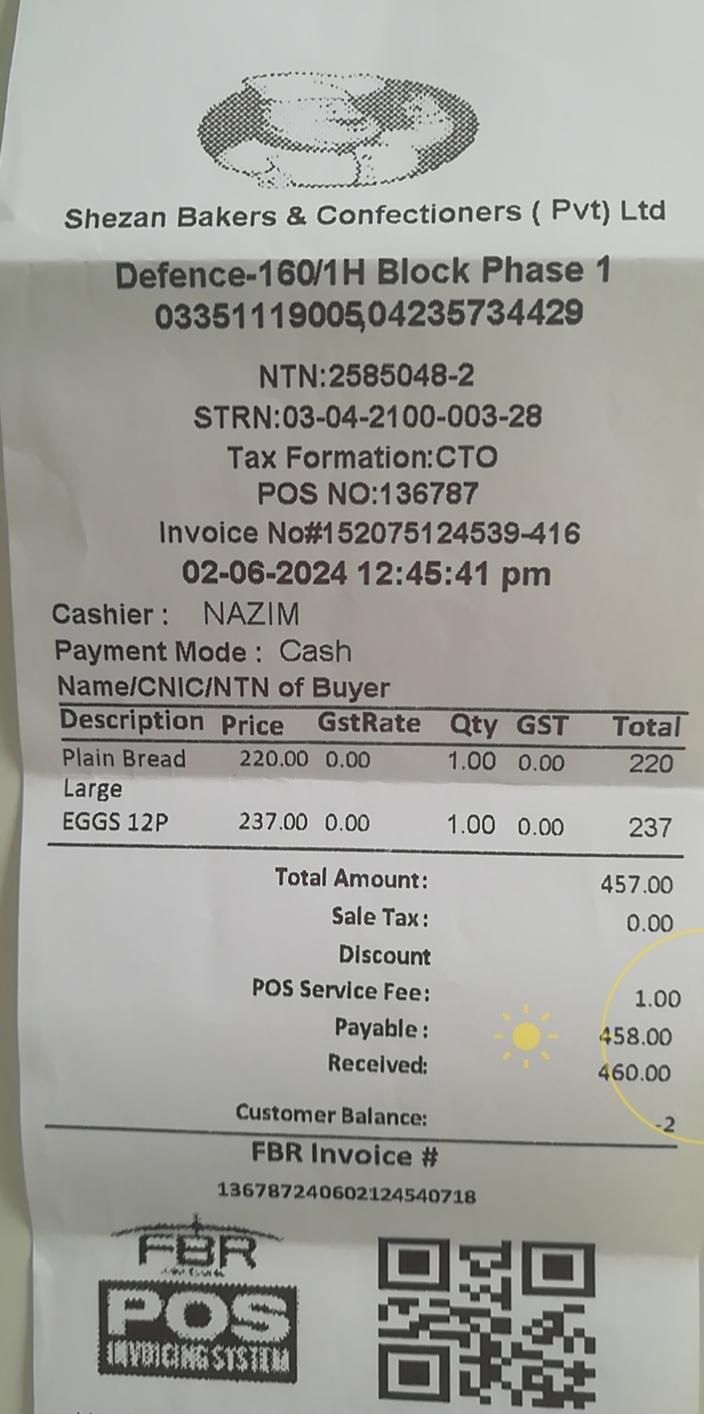 Shezan Bakers & Confectioners ( Pvt) Ltd
Defence-160/1H Block Phase 1
03351119005,04235734429
NTN:2585048-2
STRN:03-04-2100-003-28
Tax Formation:CTO
POS NO:136787
Invoice No#152075124539-416
02-06-2024 12:45:41 pm
Cashier : NAZIM
Payment Mode : Cash
Name/CNIC/NTN of Buyer
Description Price GstRate Qty GST Total
Plain Bread 220.00 0.00 1.00 0.00 220
Large
EGGS 12P 237.00 0.00 1.00 0.00 237
Total Amount: 457.00
Sale Tax: 0.00
Discount
POS Service Fee: 1.00
Payable : 458.00
Received: 460.00
Customer Balance: -2
FBR Invoice #
136787240602124540718
FBR
POS
INVOICING SYSTEM